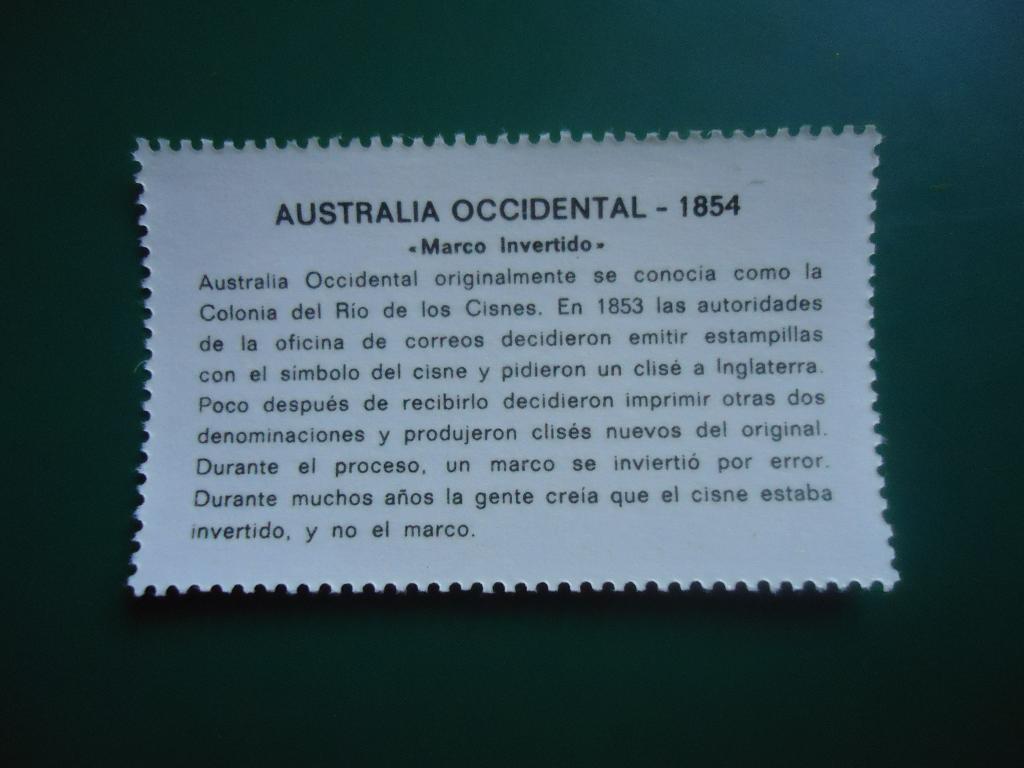 AUSTRALIA OCCIDENTAL - 1854
«Marco Invertido»
Australia Occidental originalmente se conocía como la
Colonia del Río de los Cisnes. En 1853 las autoridades
de la oficina de correos decidieron emitir estampillas
con el símbolo del cisne y pidieron un clisé a Inglaterra.
Poco después de recibirlo decidieron imprimir otras dos
denominaciones y produjeron clisés nuevos del original.
Durante el proceso, un marco se inviertió por error.
Durante muchos años la gente creía que el cisne estaba
invertido, y no el marco.